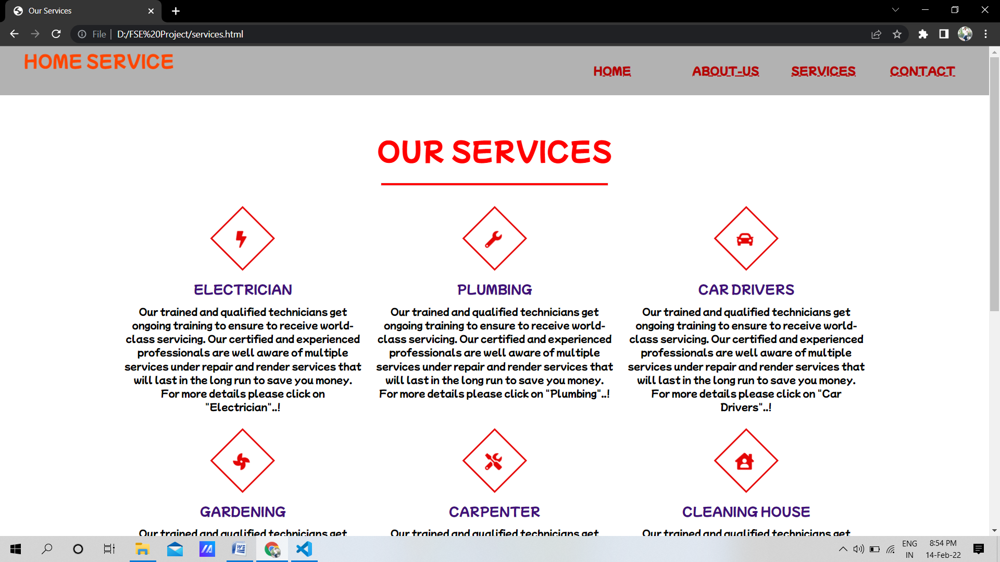 Our Services
File | D:/FSE%20Project/services.html
HOME SERVICE
HOME ABOUT-US SERVICES CONTACT
OUR SERVICES
ELECTRICIAN
Our trained and qualified technicians get
ongoing training to ensure to receive world-
class servicing. Our certified and experienced
professionals are well aware of multiple
services under repair and render services that
will last in the long run to save you money.
For more details please click on
"Electrician"..!
PLUMBING
Our trained and qualified technicians get
ongoing training to ensure to receive world-
class servicing. Our certified and experienced
professionals are well aware of multiple
services under repair and render services that
will last in the long run to save you money.
For more details please click on "Plumbing"..!
CAR DRIVERS
Our trained and qualified technicians get
ongoing training to ensure to receive world-
class servicing. Our certified and experienced
professionals are well aware of multiple
services under repair and render services that
will last in the long run to save you money.
For more details please click on "Car
Drivers"..!
GARDENING
Our trained and qualified technicians get
CARPENTER
Our trained and qualified technicians get
CLEANING HOUSE
Our trained and qualified technicians get
ENG
IN
8:54 PM
14-Feb-22